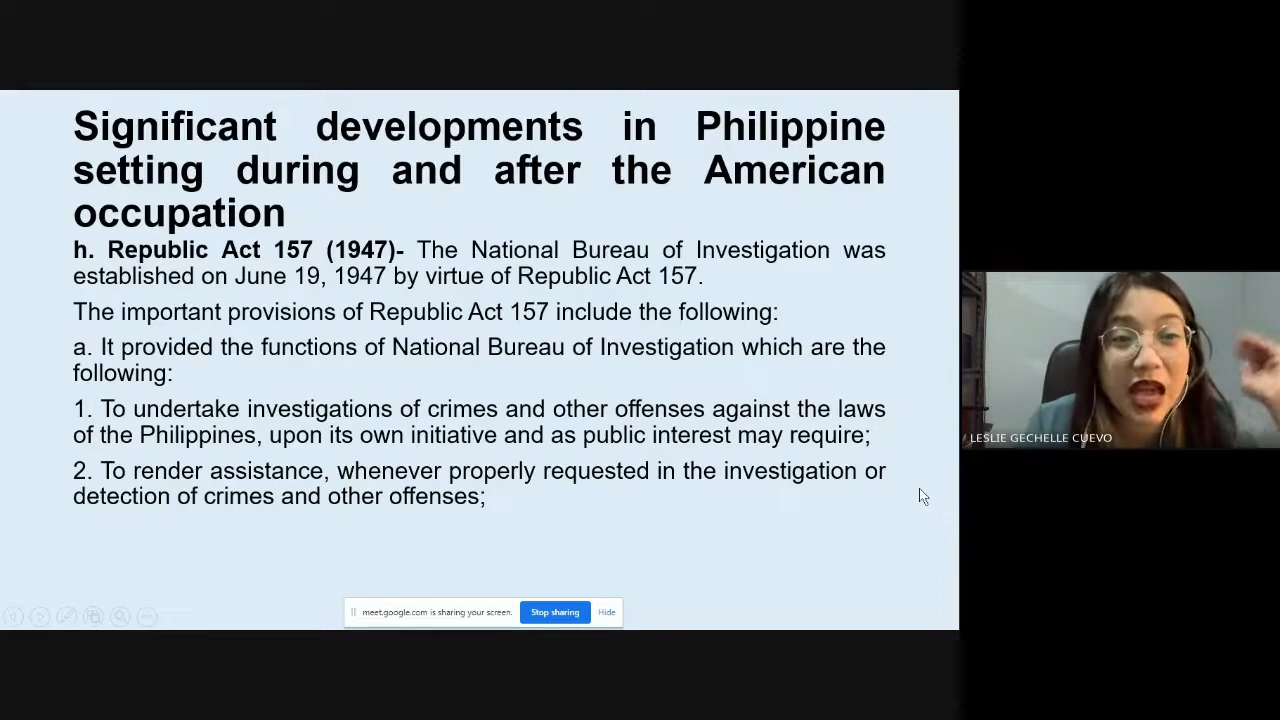 Significant developments in Philippine
setting during and after the American
occupation
h. Republic Act 157 (1947)- The National Bureau of Investigation was
established on June 19, 1947 by virtue of Republic Act 157.
The important provisions of Republic Act 157 include the following:
a. It provided the functions of National Bureau of Investigation which are the
following:
1. To undertake investigations of crimes and other offenses against the laws
of the Philippines, upon its own initiative and as public interest may require;
2. To render assistance, whenever properly requested in the investigation or
detection of crimes and other offenses;
LESLIE GECHELLE CUEVO
meet.google.com is sharing your screen. Stop sharing Hide